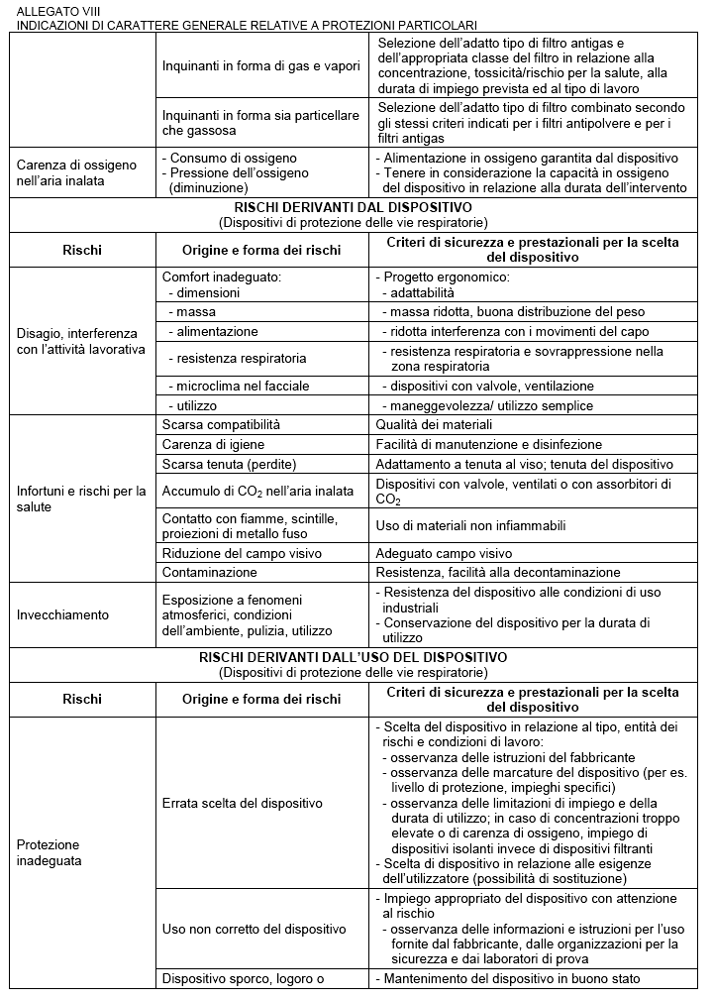 ALLEGATO VIII
INDICAZIONI DI CARATTERE GENERALE RELATIVE A PROTEZIONI PARTICOLARI
Inquinanti in forma di gas e vapori
Selezione dell'adatto tipo di filtro antigas e
dell'appropriata classe del filtro in relazione alla
concentrazione, tossicità/rischio per la salute, alla
durata di impiego prevista ed al tipo di lavoro
Inquinanti in forma sia particellare
che gassosa
Selezione dell'adatto tipo di filtro combinato secondo
gli stessi criteri indicati per i filtri antipolvere e per i
filtri antigas
Carenza di ossigeno
nell'aria inalata
- Consumo di ossigeno
- Pressione dell'ossigeno
(diminuzione)
- Alimentazione in ossigeno garantita dal dispositivo
- Tenere in considerazione la capacità in ossigeno
del dispositivo in relazione alla durata dell'intervento
RISCHI DERIVANTI DAL DISPOSITIVO
(Dispositivi di protezione delle vie respiratorie)
Rischi
Origine e forma dei rischi
Criteri di sicurezza e prestazionali per la scelta
del dispositivo
Disagio, interferenza
con l'attività lavorativa
Comfort inadeguato:
- dimensioni
- Progetto ergonomico:
- adattabilità
- massa
- massa ridotta, buona distribuzione del peso
- alimentazione
- ridotta interferenza con i movimenti del capo
- resistenza respiratoria
- resistenza respiratoria e sovrappressione nella
zona respiratoria
- microclima nel facciale
- dispositivi con valvole, ventilazione
- utilizzo
- maneggevolezza/ utilizzo semplice
Infortuni e rischi per la
salute
Scarsa compatibilità
Qualità dei materiali
Carenza di igiene
Facilità di manutenzione e disinfezione
Scarsa tenuta (perdite)
Adattamento a tenuta al viso; tenuta del dispositivo
Accumulo di CO2 nell'aria inalata
Dispositivi con valvole, ventilati o con assorbitori di
CO2
Contatto con fiamme, scintille,
proiezioni di metallo fuso
Uso di materiali non infiammabili
Riduzione del campo visivo
Adeguato campo visivo
Contaminazione
Resistenza, facilità alla decontaminazione
Invecchiamento
Esposizione a fenomeni
atmosferici, condizioni
dell'ambiente, pulizia, utilizzo
- Resistenza del dispositivo alle condizioni di uso
industriali
- Conservazione del dispositivo per la durata di
utilizzo
RISCHI DERIVANTI DALL'USO DEL DISPOSITIVO
(Dispositivi di protezione delle vie respiratorie)
Rischi
Origine e forma dei rischi
Criteri di sicurezza e prestazionali per la scelta
del dispositivo
Protezione
inadeguata
Errata scelta del dispositivo
- Scelta del dispositivo in relazione al tipo, entità dei
rischi e condizioni di lavoro:
- osservanza delle istruzioni del fabbricante
- osservanza delle marcature del dispositivo (per es.
livello di protezione, impieghi specifici)
- osservanza delle limitazioni di impiego e della
durata di utilizzo; in caso di concentrazioni troppo
elevate o di carenza di ossigeno, impiego di
dispositivi isolanti invece di dispositivi filtranti
- Scelta di dispositivo in relazione alle esigenze
dell'utilizzatore (possibilità di sostituzione)
Uso non corretto del dispositivo
- Impiego appropriato del dispositivo con attenzione
al rischio
- osservanza delle informazioni e istruzioni per l'uso
fornite dal fabbricante, dalle organizzazioni per la
sicurezza e dai laboratori di prova
Dispositivo sporco, logoro o
- Mantenimento del dispositivo in buono stato